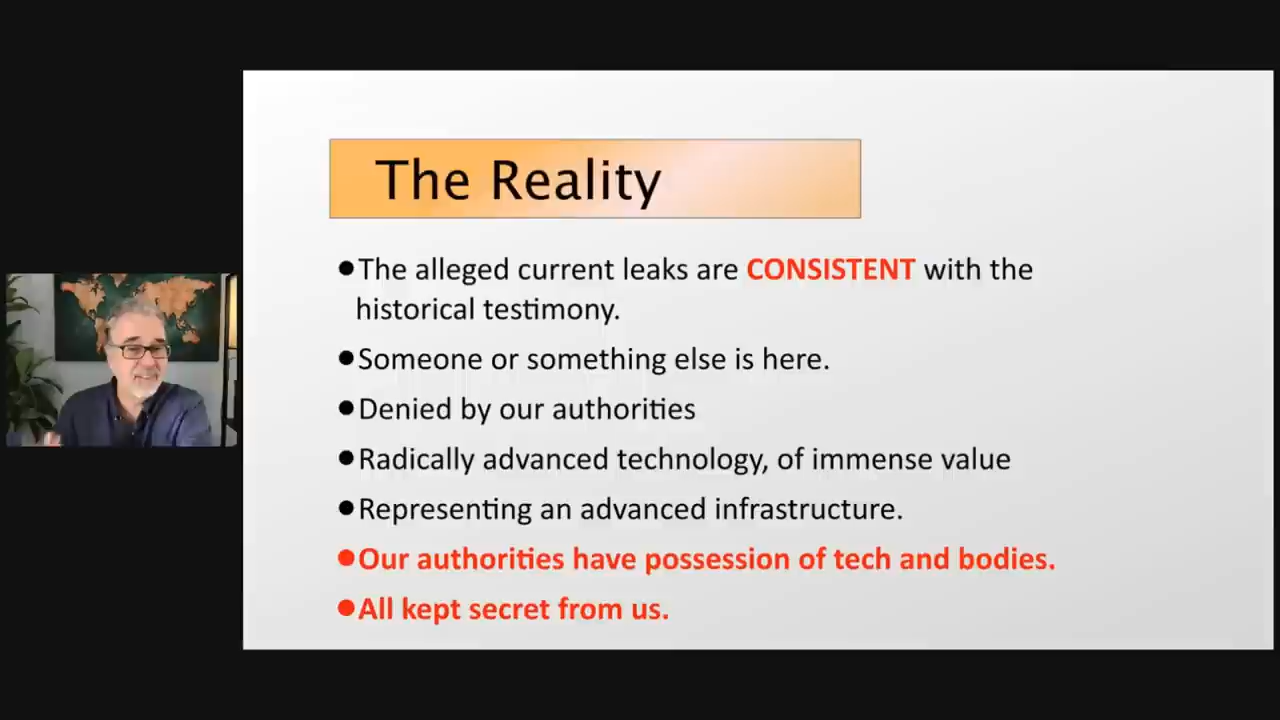 The Reality
●The alleged current leaks are CONSISTENT with the
historical testimony.
●Someone or something else is here.
●Denied by our authorities
●Radically advanced technology, of immense value
●Representing an advanced infrastructure.
●Our authorities have possession of tech and bodies.
●All kept secret from us.